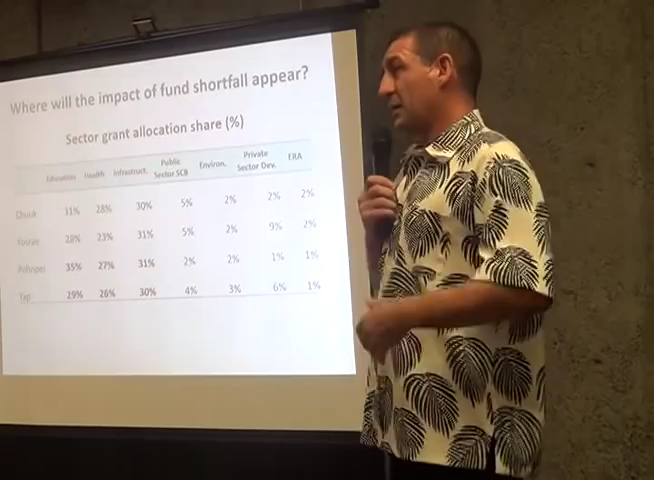 Where will the impact of fund shortfall appear?
Sector grant allocation share (%)
Education Health Infrastruct. Public Sector SCB Environ. Private Sector Dev. ERA
Chuuk 31% 28% 30% 5% 2% 2% 2%
Kosrae 28% 23% 31% 5% 2% 9% 2%
Pohnpei 35% 27% 31% 2% 2% 1% 1%
Yap 29% 26% 30% 4% 3% 6% 1%